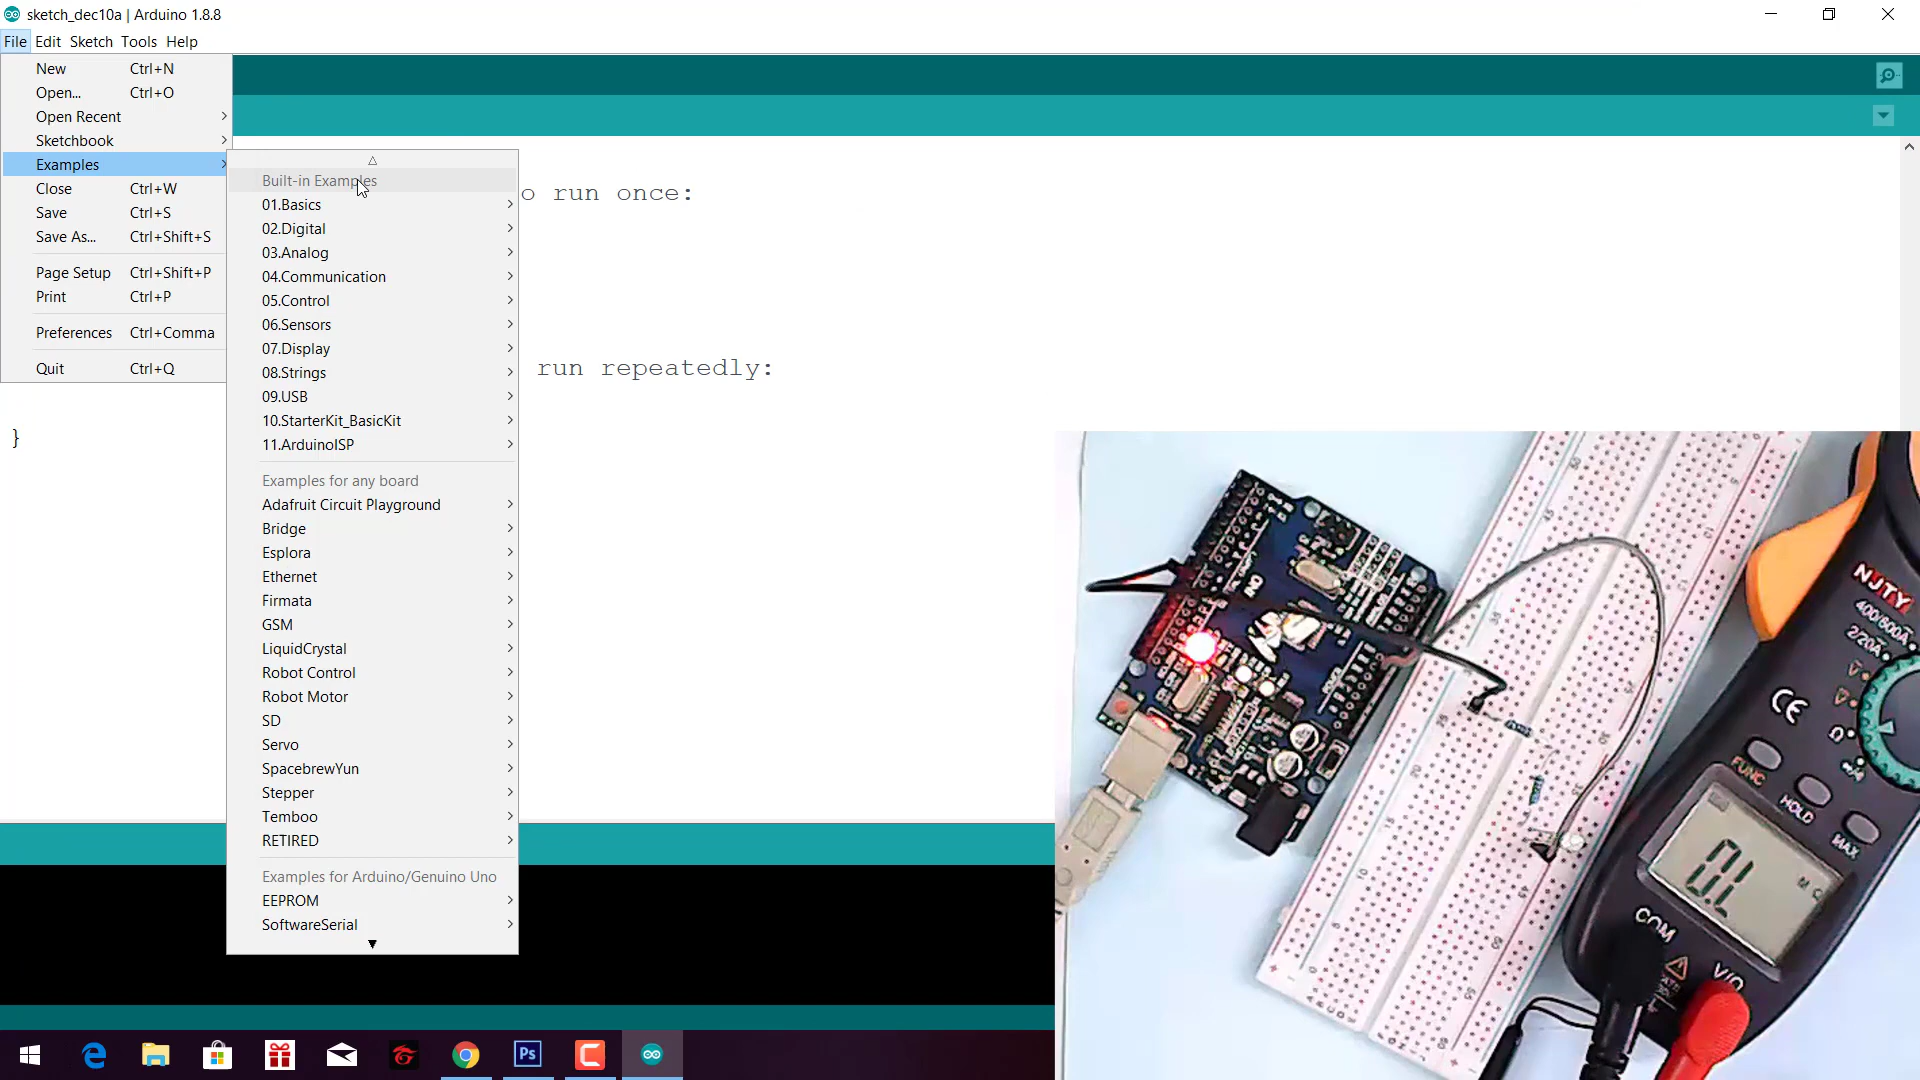 sketch_dec10a | Arduino 1.8.8
File Edit Sketch Tools Help
New Ctrl+N
Open... Ctrl+O
Open Recent
Sketchbook
Examples
Close Ctrl+W
Save Ctrl+S
Save As... Ctrl+Shift+S
Page Setup Ctrl+Shift+P
Print Ctrl+P
Preferences Ctrl+Comma
Quit Ctrl+Q
Built-in Examples
01.Basics
02.Digital
03.Analog
04.Communication
05.Control
06.Sensors
07.Display
08.Strings
09.USB
10.StarterKit_BasicKit
11.ArduinoISP
Examples for any board
Adafruit Circuit Playground
Bridge
Esplora
Ethernet
Firmata
GSM
LiquidCrystal
Robot Control
Robot Motor
SD
Servo
SpacebrewYun
Stepper
Temboo
RETIRED
Examples for Arduino/Genuino Uno
EEPROM
SoftwareSerial
o run once:
run repeatedly:
}
NJTY
400/600A
2/20A
CE
FUNC
HOLD
MAX
COM
V/Ω
Ps